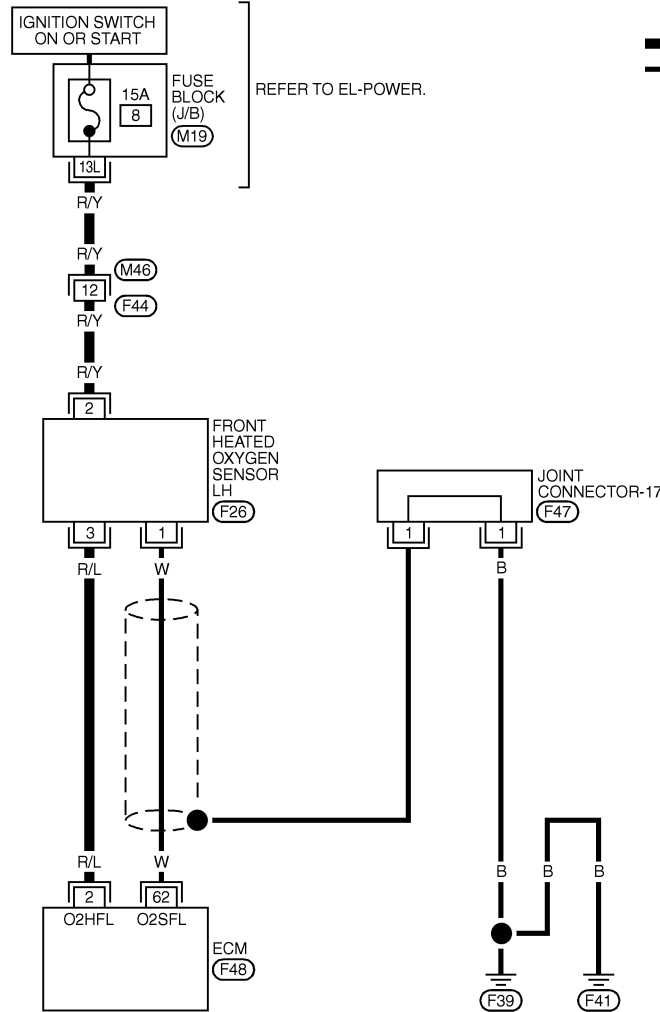 IGNITION SWITCH
ON OR START
FUSE
BLOCK
(J/B)
M19
15A
8
REFER TO EL-POWER.
13L
R/Y
R/Y
M46
12
F44
R/Y
R/Y
2
FRONT
HEATED
OXYGEN
SENSOR
LH
F26
JOINT
CONNECTOR-17
F47
3
1
1
1
R/L
W
B
R/L
W
B
B
B
2
62
O2HFL
O2SFL
ECM
F48
F39
F41